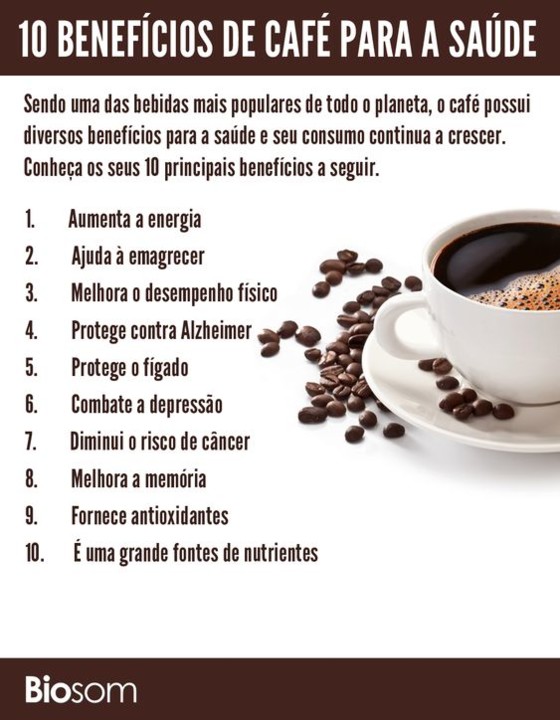 10 BENEFÍCIOS DE CAFÉ PARA A SAÚDE
Sendo uma das bebidas mais populares de todo o planeta, o café possui
diversos benefícios para a saúde e seu consumo continua a crescer.
Conheça os seus 10 principais benefícios a seguir.
1. Aumenta a energia
2. Ajuda à emagrecer
3. Melhora o desempenho físico
4. Protege contra Alzheimer
5. Protege o fígado
6. Combate a depressão
7. Diminui o risco de câncer
8. Melhora a memória
9. Fornece antioxidantes
10. É uma grande fontes de nutrientes
Biosom